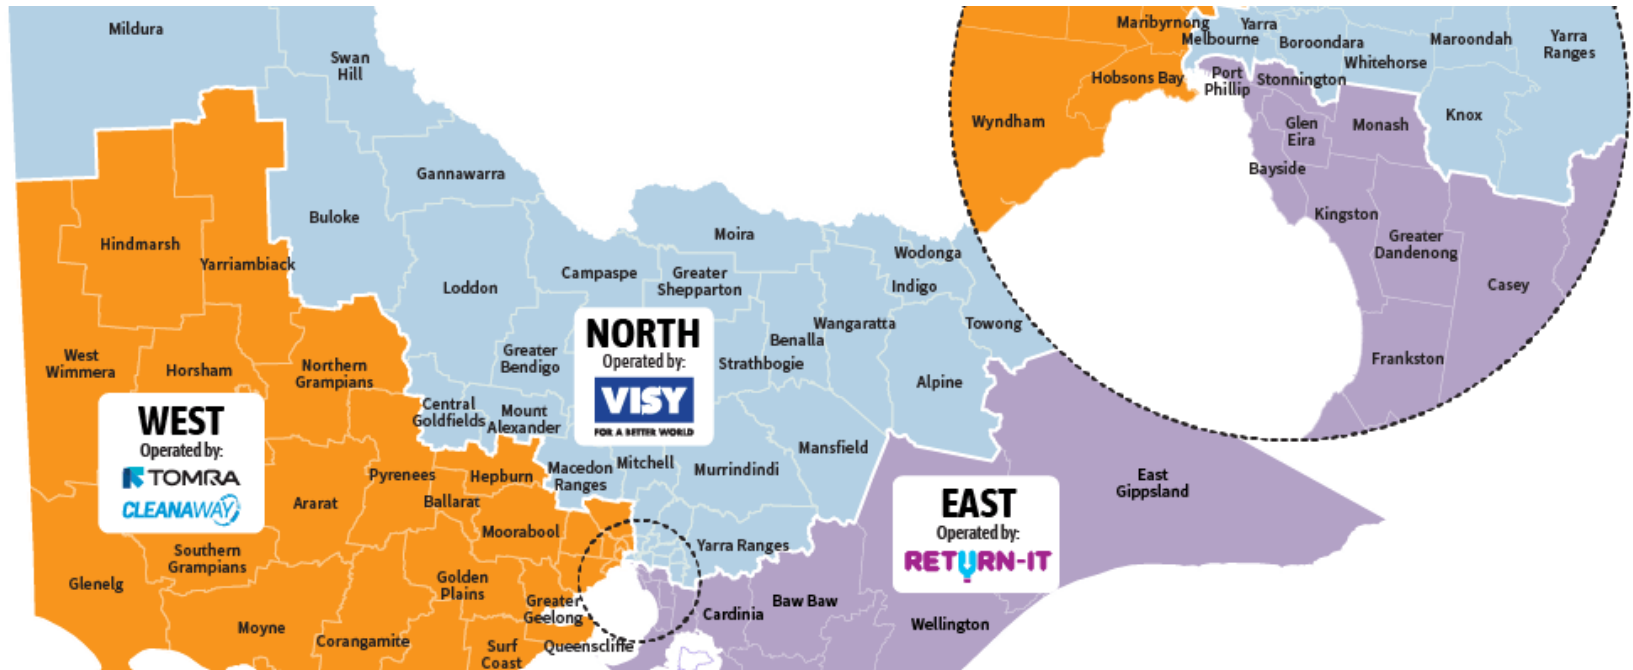 Mildura
Swan
Hill
Gannawarra
Buloke
Hindmarsh
Yarriambiack
Loddon
Moira
Campaspe
Greater
Shepparton
Wodonga
Indigo
Towong
Wangaratta
Benalla
Strathbogie
Alpine
Greater
Bendigo
NORTH
Operated by:
VISY
FOR A BETTER WORLD
West
Wimmera
Horsham
Northern
Grampians
Central
Goldfields
Mount
Alexander
WEST
Operated by:
TOMRA
CLEANAWAY
Mansfield
Macedon
Ranges
Mitchell
Murrindindi
Pyrenees
Hepburn
Ararat
Ballarat
Moorabool
Yarra Ranges
Southern
Grampians
Glenelg
Golden
Plains
Greater
Geelong
Moyne
Corangamite
Surf
Coast
Queenscliffe
Cardinia
Baw Baw
Wellington
EAST
Operated by:
RETURN-IT
East
Gippsland
Maribyrnong
Yarra
Melbourne
Boroondara
Maroondah
Yarra
Ranges
Whitehorse
Hobsons Bay
Port
Phillip
Stonnington
Wyndham
Glen
Eira
Monash
Knox
Bayside
Kingston
Greater
Dandenong
Casey
Frankston